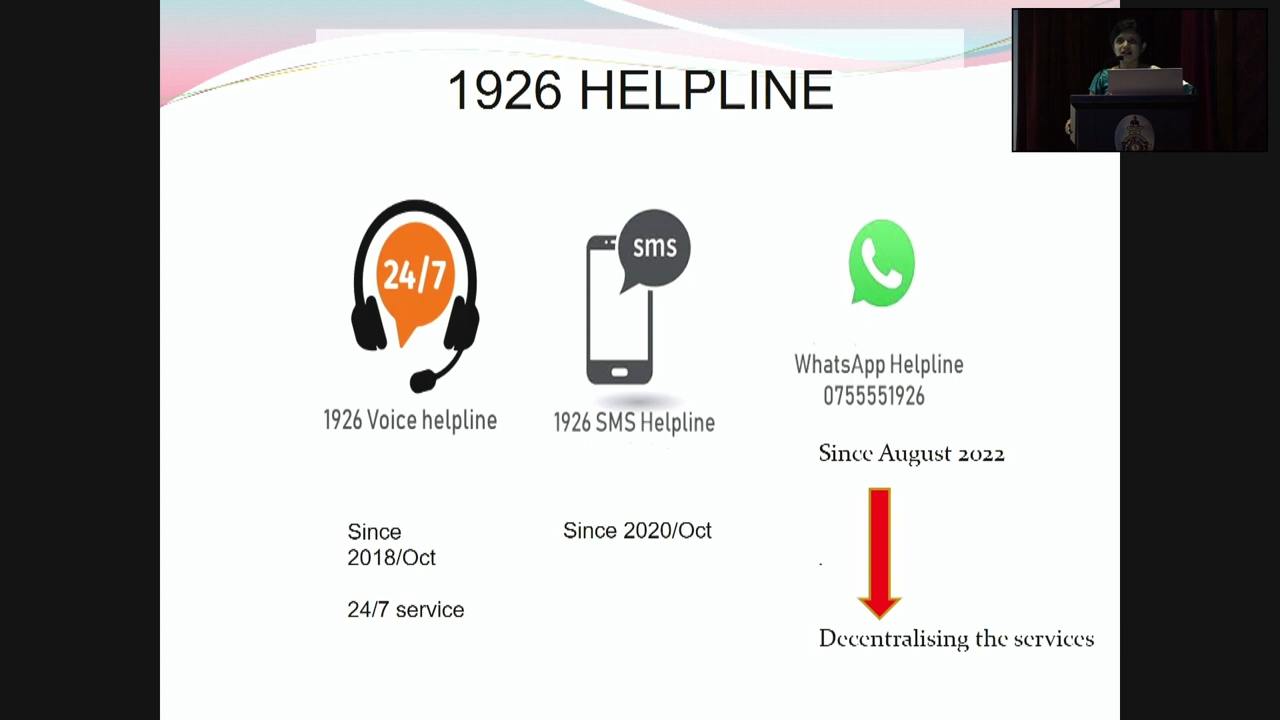 1926 HELPLINE
24/7
1926 Voice helpline
Since
2018/Oct
24/7 service
sms
1926 SMS Helpline
Since 2020/Oct
WhatsApp Helpline
0755551926
Since August 2022
Decentralising the services